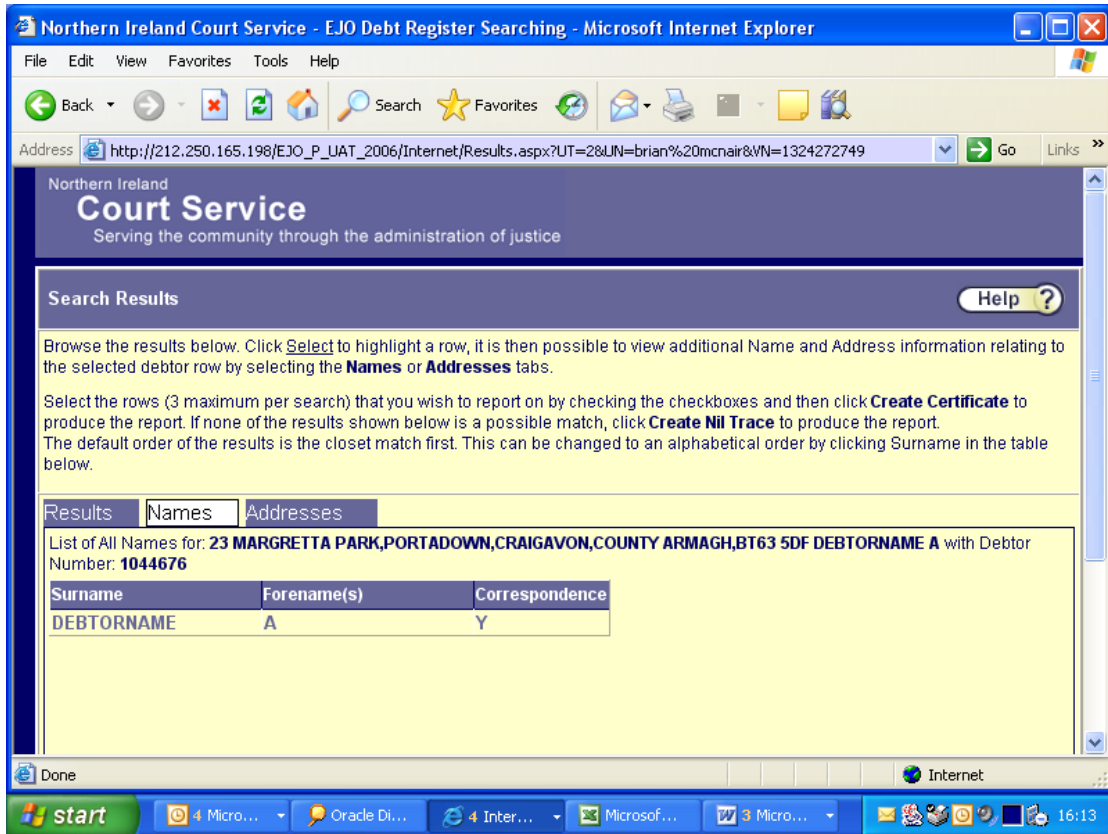 Northern Ireland Court Service - EJO Debt Register Searching - Microsoft Internet Explorer
File Edit View Favorites Tools Help
Back Search Favorites
Address http://212.250.165.198/EJO_P_UAT_2006/Internet/Results.aspx?UT=2&UN=brian%20mcnair&VN=1324272749 Go Links »
Northern Ireland
Court Service
Serving the community through the administration of justice
Search Results Help ?
Browse the results below. Click Select to highlight a row, it is then possible to view additional Name and Address information relating to
the selected debtor row by selecting the Names or Addresses tabs.
Select the rows (3 maximum per search) that you wish to report on by checking the checkboxes and then click Create Certificate to
produce the report. If none of the results shown below is a possible match, click Create Nil Trace to produce the report.
The default order of the results is the closet match first. This can be changed to an alphabetical order by clicking Surname in the table
below.
Results Names Addresses
List of All Names for: 23 MARGRETTA PARK,PORTADOWN,CRAIGAVON,COUNTY ARMAGH,BT63 5DF DEBTORNAME A with Debtor
Number: 1044676
Surname Forename(s) Correspondence
DEBTORNAME A Y
Done Internet
start 4 Micro... Oracle Di... 4 Inter... Microsof... 3 Micro... 16:13